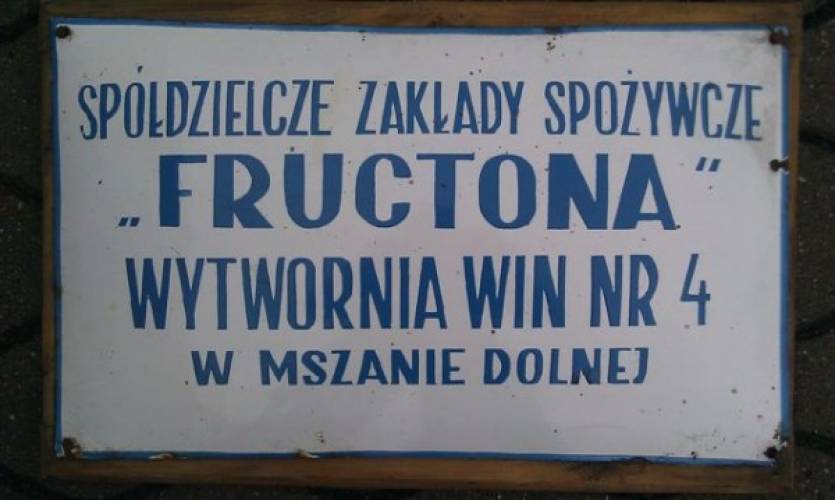 SPÓŁDZIELCZE ZAKŁADY SPOŻYWCZE
„FRUCTONA“
WYTWORNIA WIN NR 4
W MSZANIE DOLNEJ